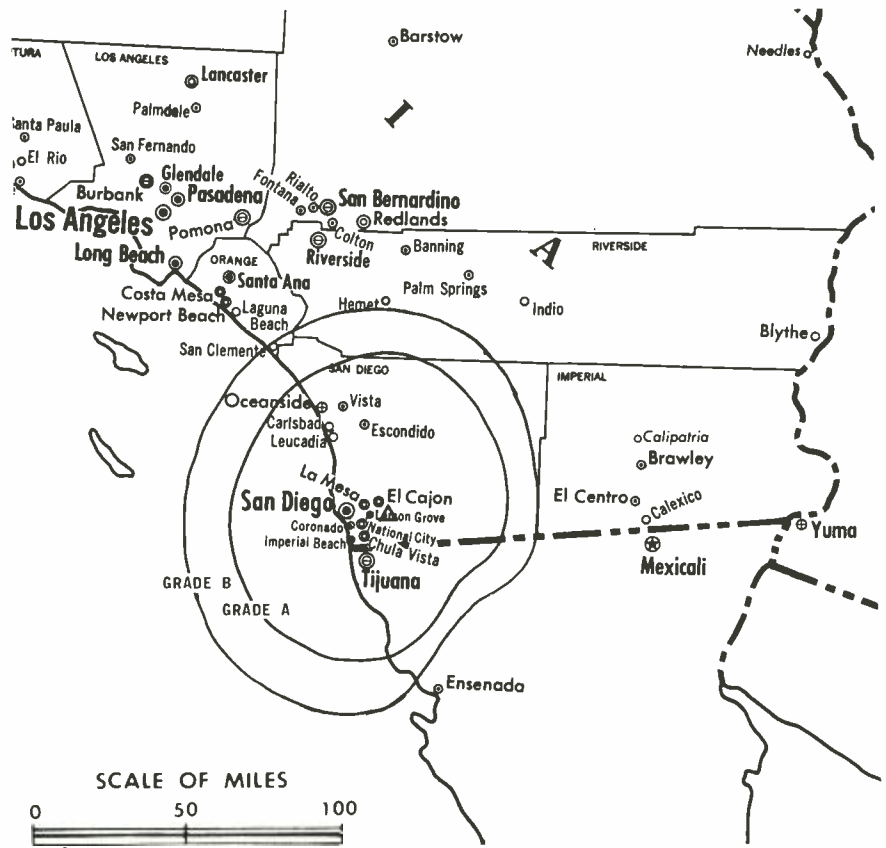 Barstow
Needles
TURA
LOS ANGELES
Lancaster
Palmdale
Santa Paula
San Fernando
El Rio
Glendale
Burbank
Pasadena
Rialto
Fontana
San Bernardino
I
Los Angeles
Pomona
Redlands
Colton
Riverside
Banning
A
RIVERSIDE
Long Beach
ORANGE
Santa Ana
Palm Springs
Costa Mesa
Newport Beach
Laguna
Beach
Hemet
Indio
Blythe
San Clemente
SAN DIEGO
IMPERIAL
Oceanside
Vista
Carlsbad
Leucadia
Escondido
Calipatria
Brawley
La Mesa
El Cajon
El Centro
San Diego
Lemon Grove
Calexico
Coronado
National City
Yuma
Imperial Beach
Chula Vista
Mexicali
Tijuana
GRADE B
GRADE A
Ensenada
SCALE OF MILES
0 50 100